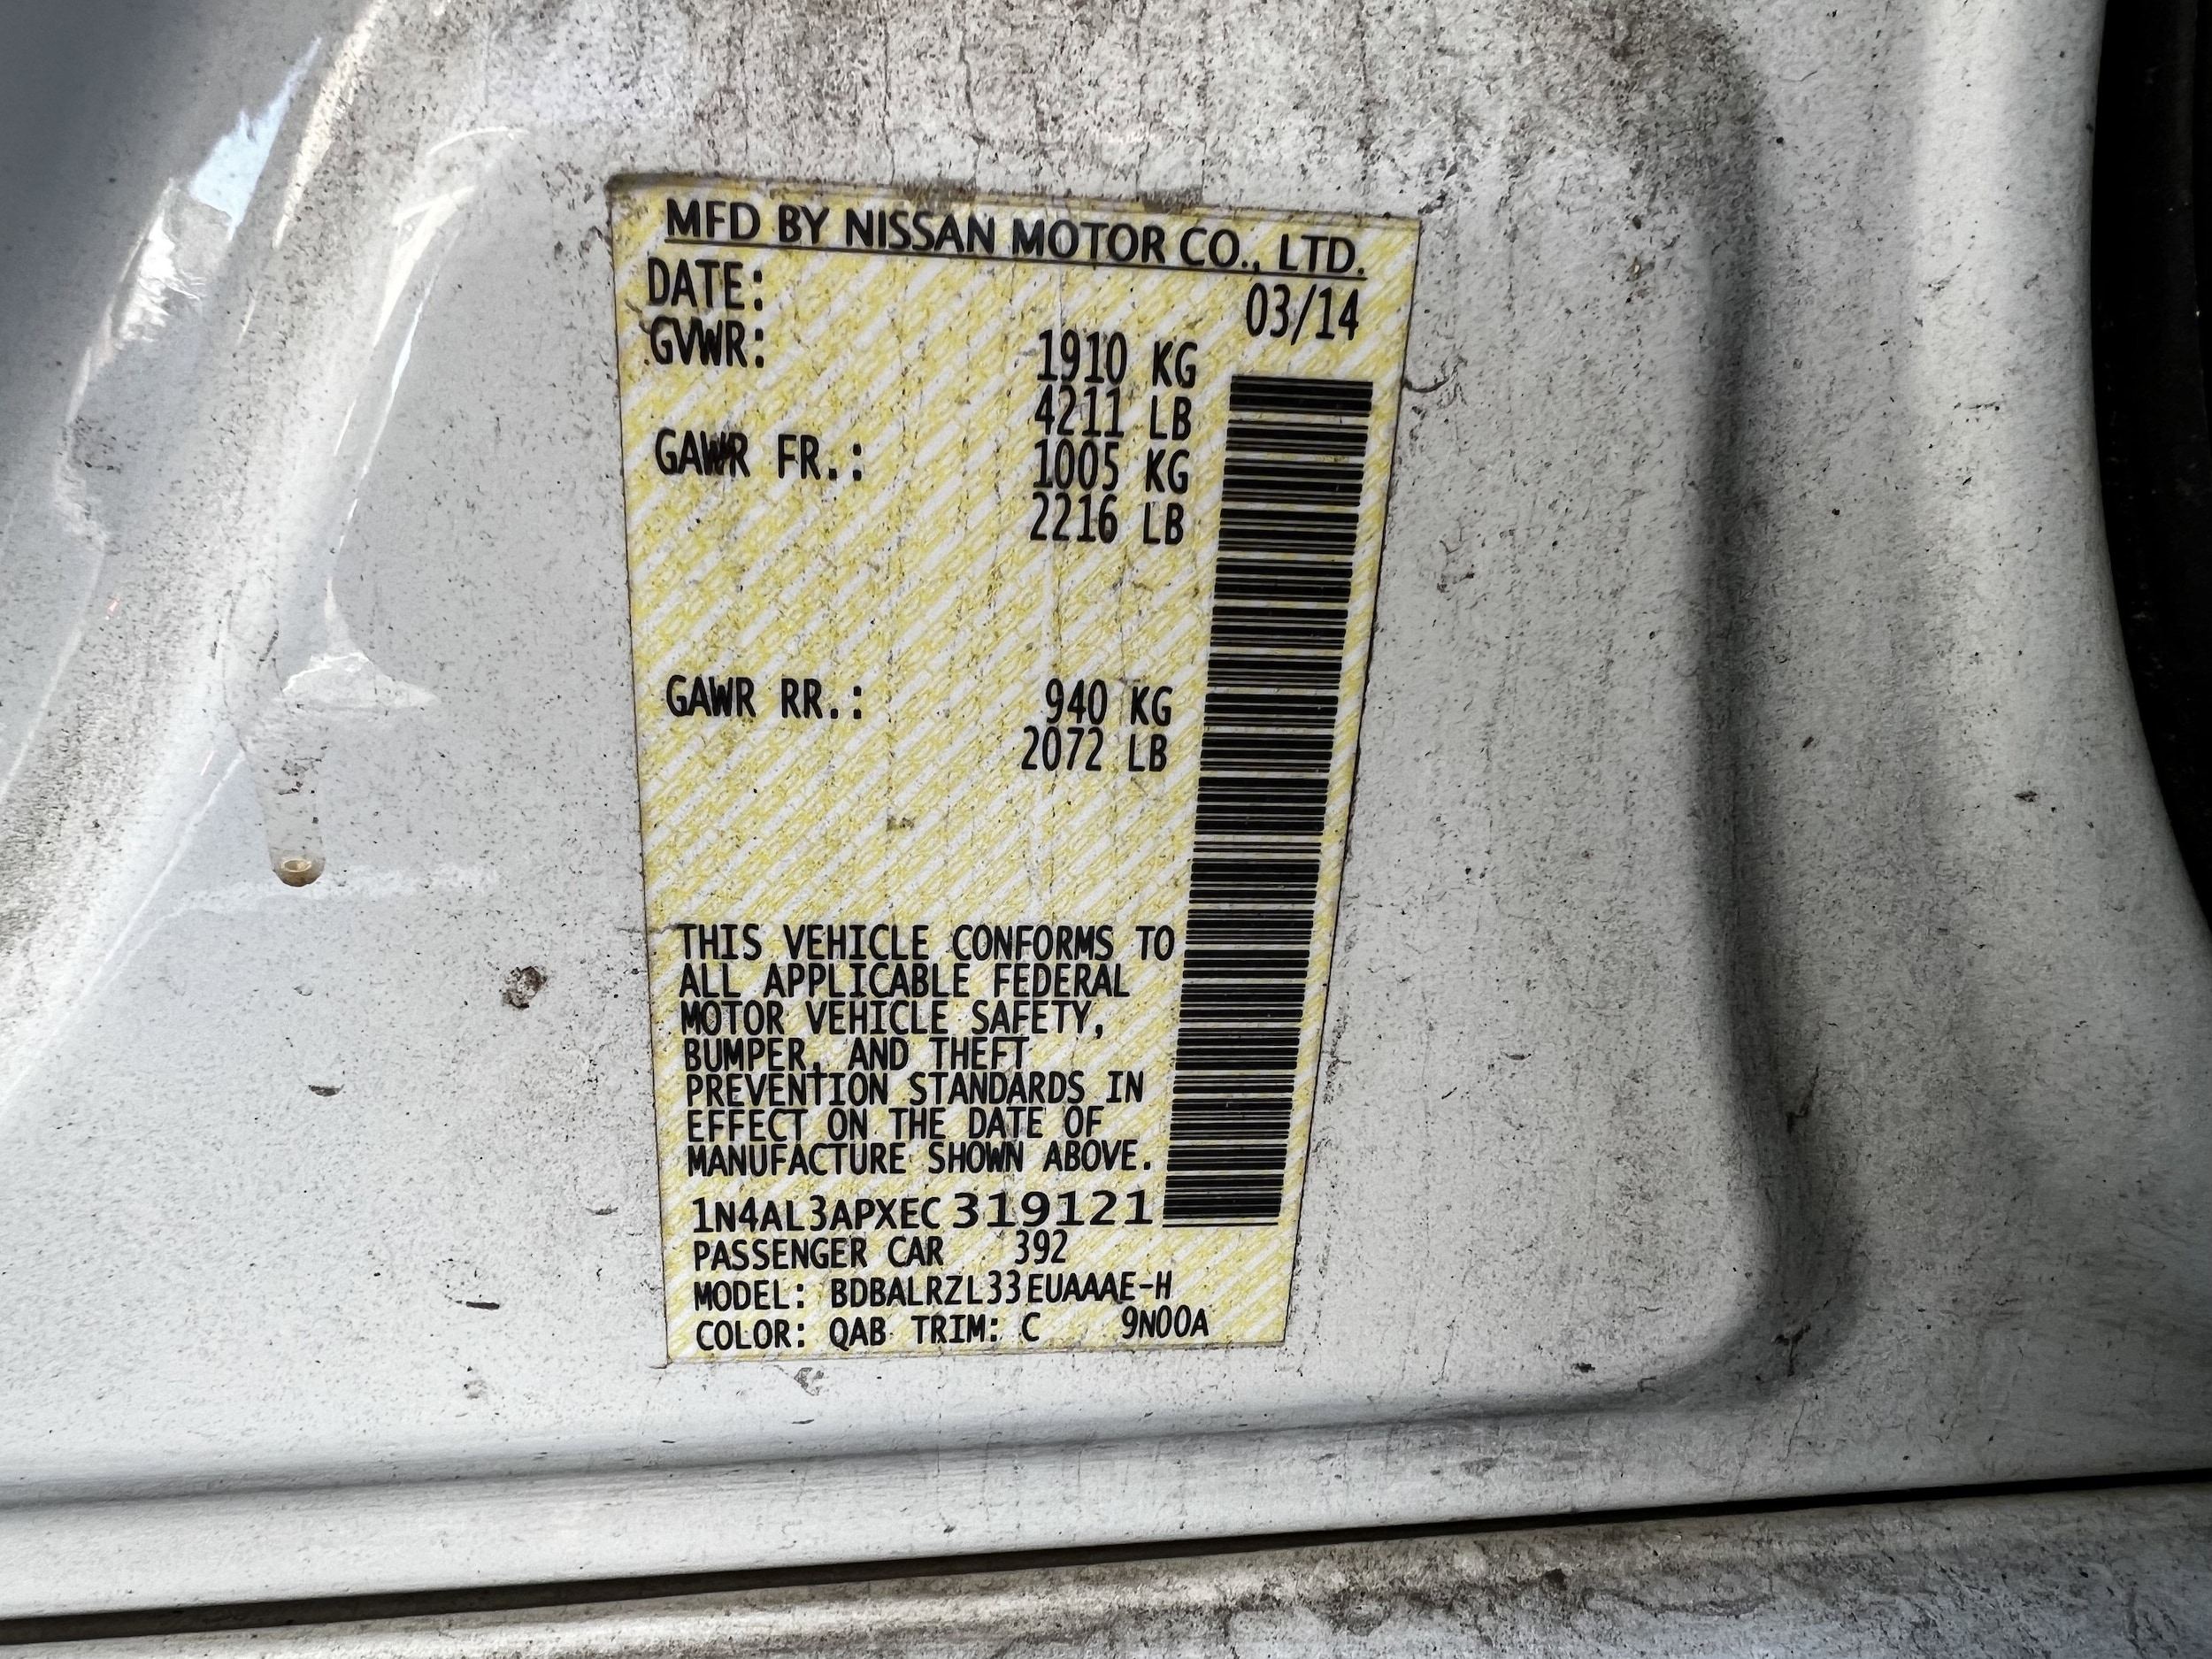 MFD BY NISSAN MOTOR CO., LTD.
DATE: 03/14
GVWR: 1910 KG
4211 LB
GAWR FR.: 1005 KG
2216 LB
GAWR RR.: 940 KG
2072 LB
THIS VEHICLE CONFORMS TO
ALL APPLICABLE FEDERAL
MOTOR VEHICLE SAFETY,
BUMPER, AND THEFT
PREVENTION STANDARDS IN
EFFECT ON THE DATE OF
MANUFACTURE SHOWN ABOVE.
1N4AL3APXEC319121
PASSENGER CAR 392
MODEL: BDBALRZL33EUAAAE-H
COLOR: QAB TRIM: C 9N00A